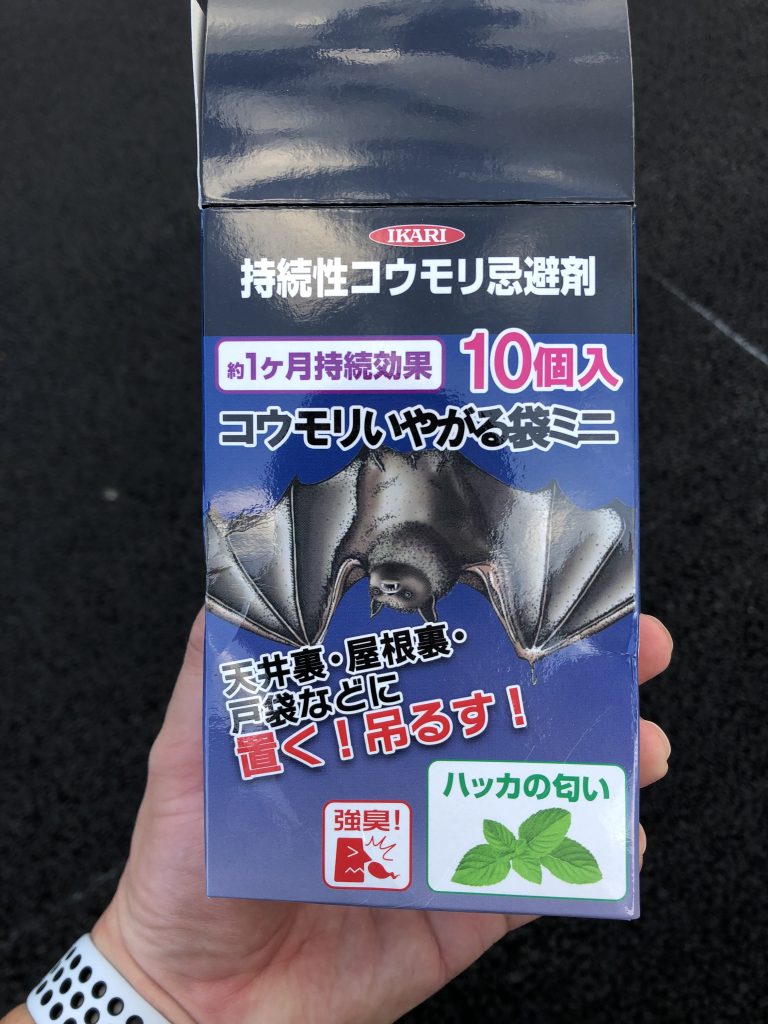 IKARI
持続性コウモリ忌避剤
約1ヶ月持続効果
10個入
コウモリいやがる袋ミニ
天井裏・屋根裏・
戸袋などに
置く!吊るす!
強臭!
ハッカの匂い